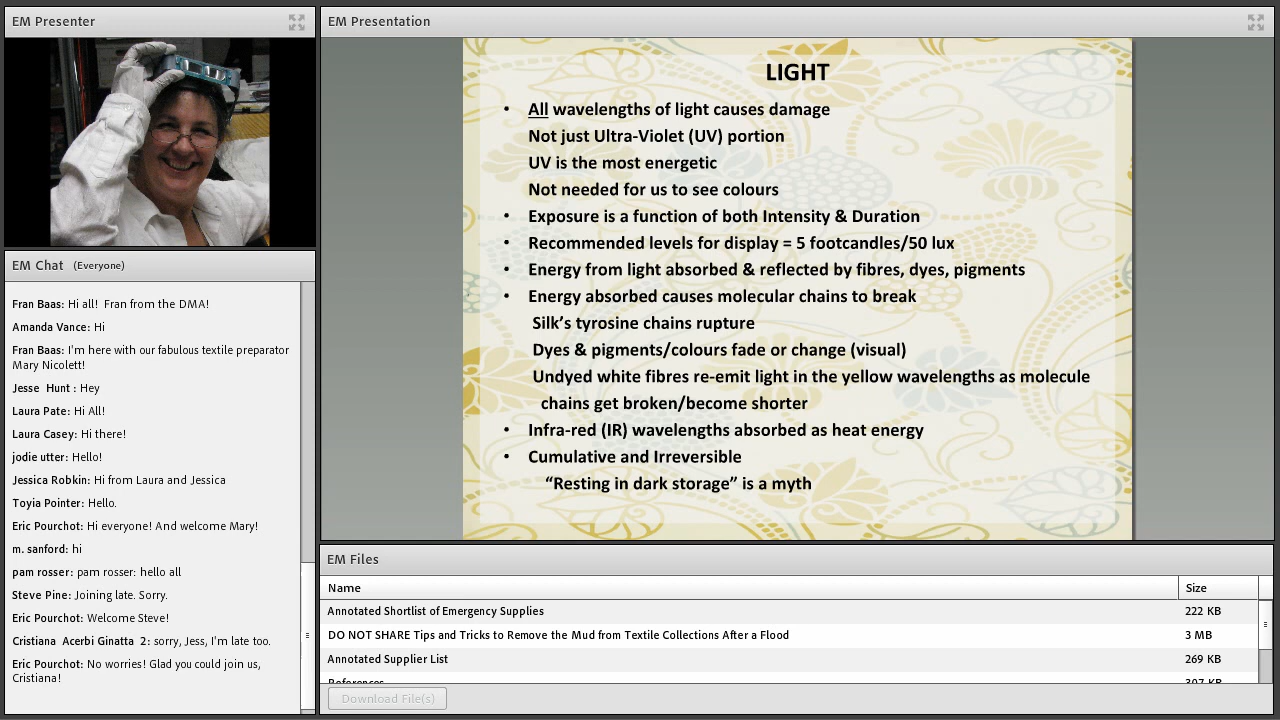 EM Presenter
EM Chat (Everyone)
Fran Baas: Hi all! Fran from the DMA!
Amanda Vance: Hi
Fran Baas: I'm here with our fabulous textile preparator
Mary Nicolett!
Jesse Hunt : Hey
Laura Pate: Hi All!
Laura Casey: Hi there!
jodie utter: Hello!
Jessica Robkin: Hi from Laura and Jessica
Toyia Pointer: Hello.
Eric Pourchot: Hi everyone! And welcome Mary!
m. sanford: hi
pam rosser: pam rosser: hello all
Steve Pine: Joining late. Sorry.
Eric Pourchot: Welcome Steve!
Cristiana Acerbi Ginatta 2: sorry, Jess, I'm late too.
Eric Pourchot: No worries! Glad you could join us,
Cristiana!
EM Presentation
LIGHT
• All wavelengths of light causes damage
Not just Ultra-Violet (UV) portion
UV is the most energetic
Not needed for us to see colours
• Exposure is a function of both Intensity & Duration
• Recommended levels for display = 5 footcandles/50 lux
• Energy from light absorbed & reflected by fibres, dyes, pigments
• Energy absorbed causes molecular chains to break
Silk's tyrosine chains rupture
Dyes & pigments/colours fade or change (visual)
Undyed white fibres re-emit light in the yellow wavelengths as molecule
chains get broken/become shorter
• Infra-red (IR) wavelengths absorbed as heat energy
• Cumulative and Irreversible
"Resting in dark storage" is a myth
EM Files
Name Size
Annotated Shortlist of Emergency Supplies 222 KB
DO NOT SHARE Tips and Tricks to Remove the Mud from Textile Collections After a Flood 3 MB
Annotated Supplier List 269 KB
References 307 KB
Download File(s)